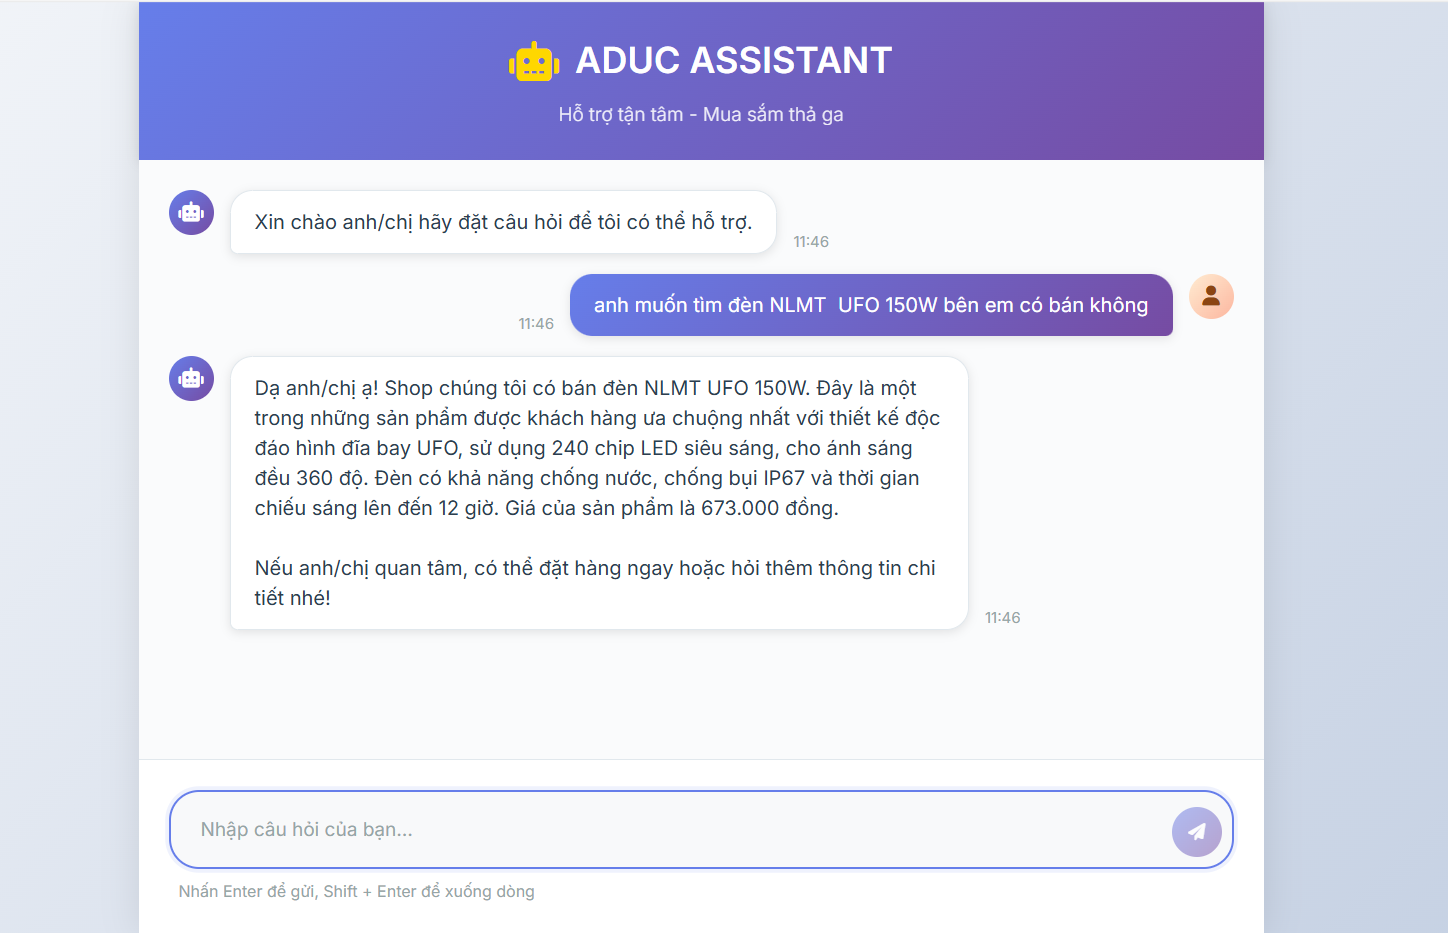 ADUC ASSISTANT
Hỗ trợ tận tâm - Mua sắm thả ga
Xin chào anh/chị hãy đặt câu hỏi để tôi có thể hỗ trợ.
11:46
anh muốn tìm đèn NLMT  UFO 150W bên em có bán không
11:46
Dạ anh/chị ạ! Shop chúng tôi có bán đèn NLMT UFO 150W. Đây là một
trong những sản phẩm được khách hàng ưa chuộng nhất với thiết kế độc
đáo hình đĩa bay UFO, sử dụng 240 chip LED siêu sáng, cho ánh sáng
đều 360 độ. Đèn có khả năng chống nước, chống bụi IP67 và thời gian
chiếu sáng lên đến 12 giờ. Giá của sản phẩm là 673.000 đồng.
Nếu anh/chị quan tâm, có thể đặt hàng ngay hoặc hỏi thêm thông tin chi
tiết nhé!
11:46
Nhập câu hỏi của bạn...
Nhấn Enter để gửi, Shift + Enter để xuống dòng